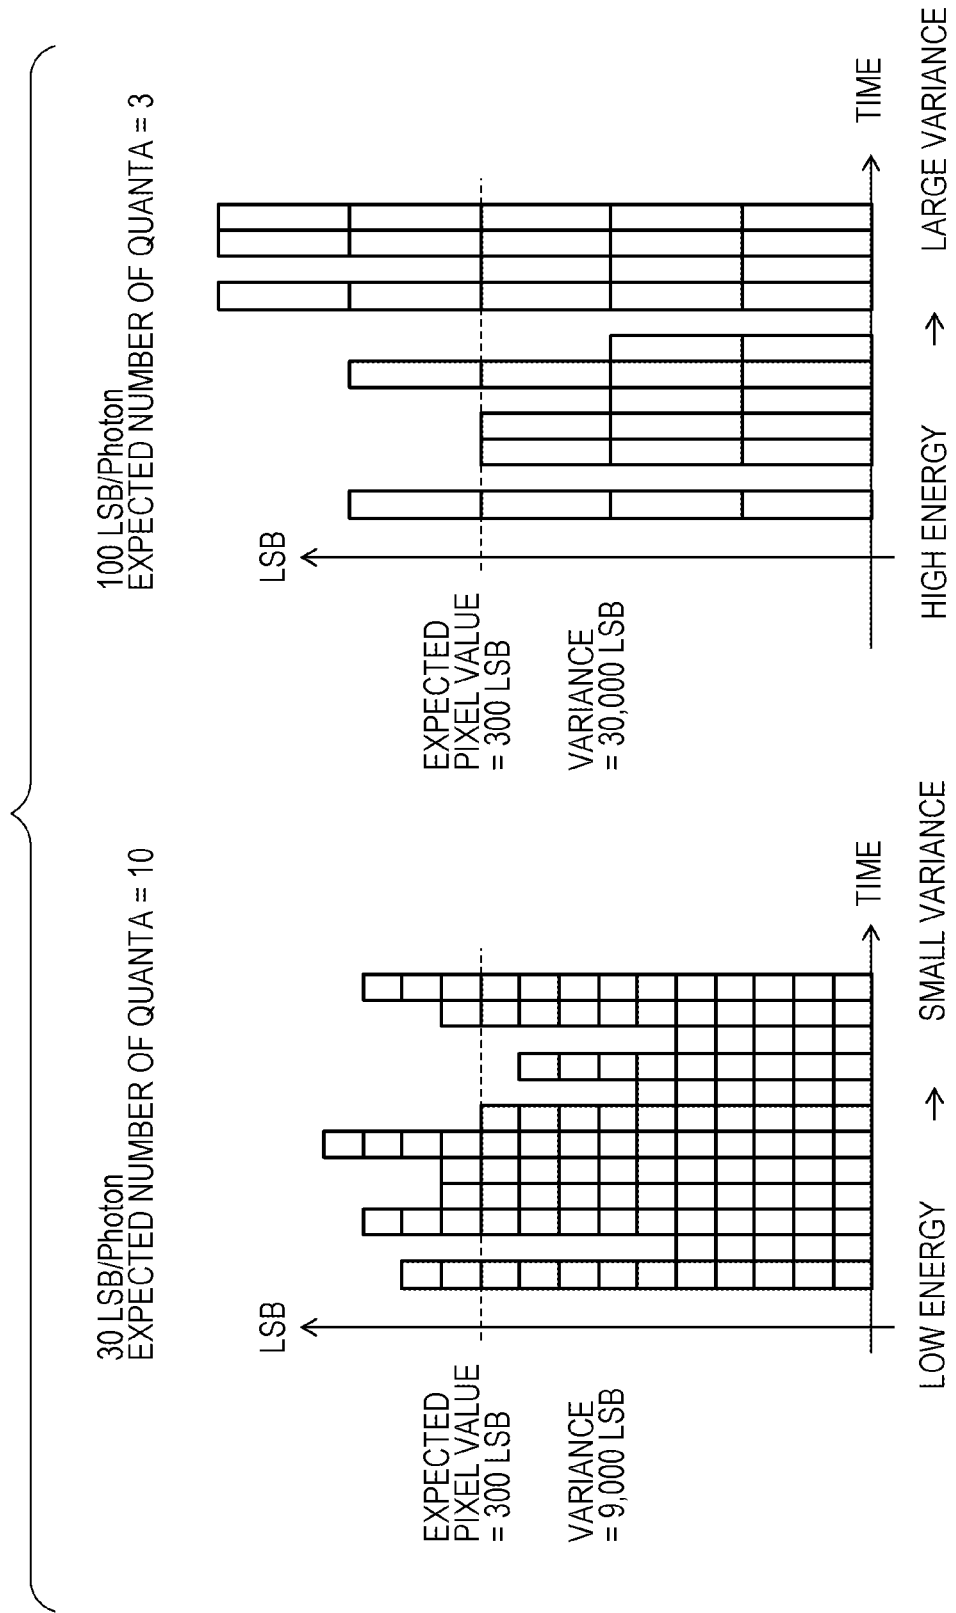 30 LSB/Photon
EXPECTED NUMBER OF QUANTA = 10
LSB
EXPECTED
PIXEL VALUE
= 300 LSB
VARIANCE
= 9,000 LSB
TIME
LOW ENERGY → SMALL VARIANCE
100 LSB/Photon
EXPECTED NUMBER OF QUANTA = 3
LSB
EXPECTED
PIXEL VALUE
= 300 LSB
VARIANCE
= 30,000 LSB
TIME
HIGH ENERGY → LARGE VARIANCE